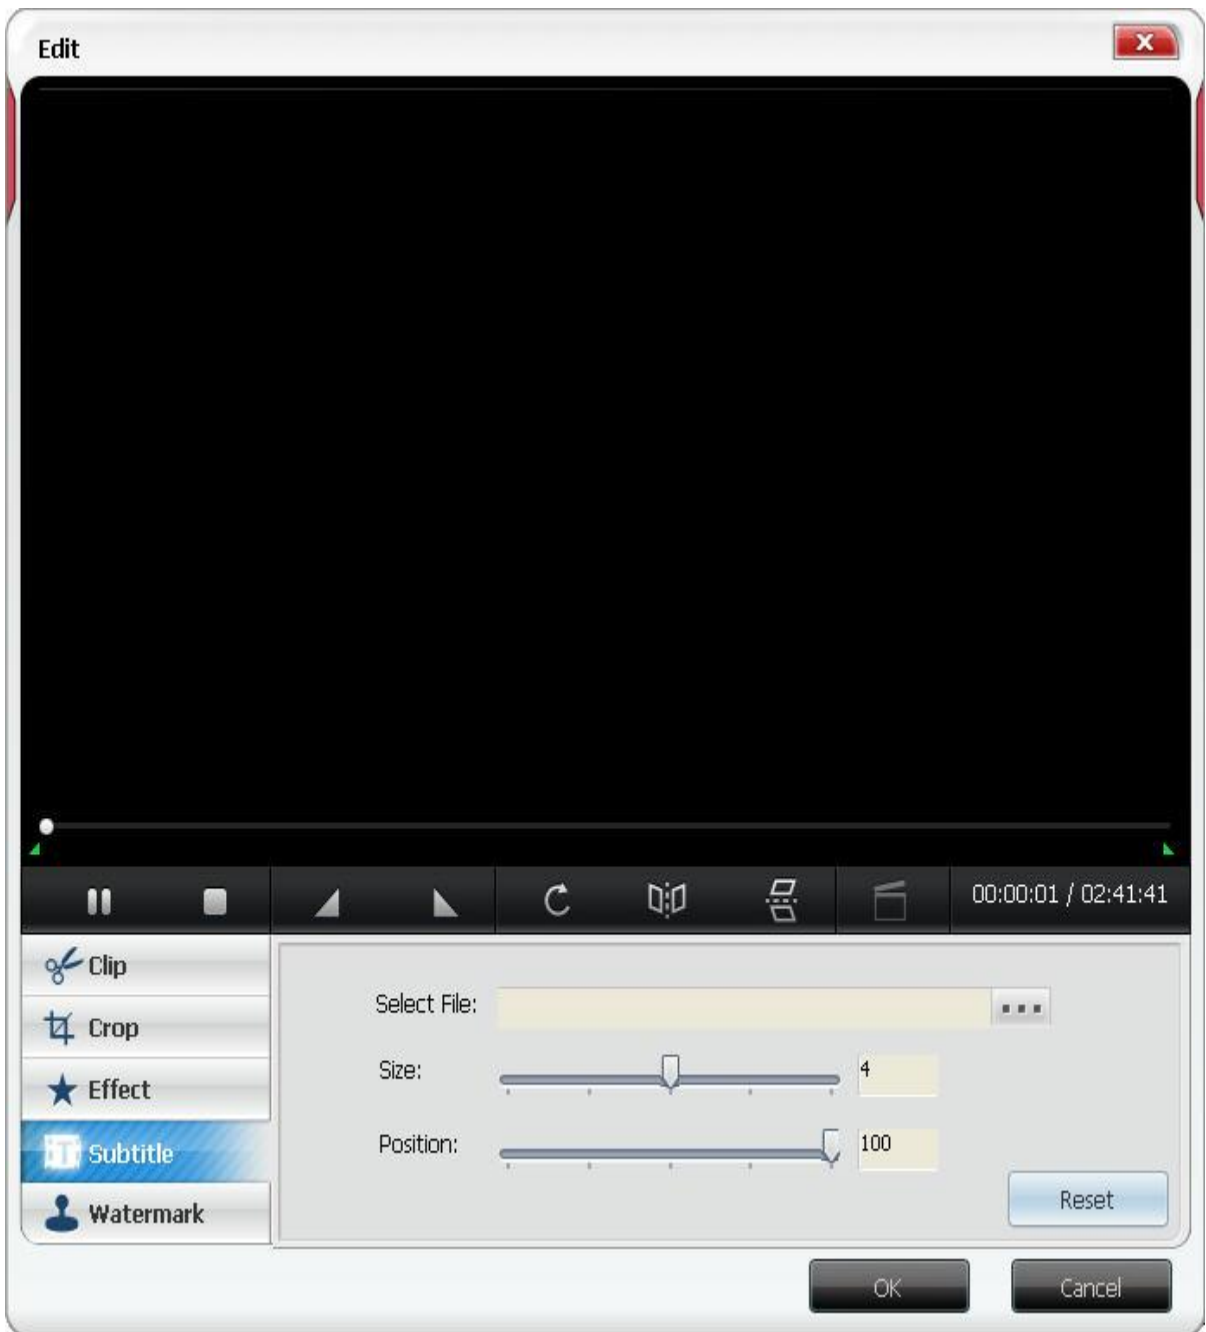 Edit
00:00:01 / 02:41:41
Clip
Crop
Effect
Subtitle
Watermark
Select File:
Size:
4
Position:
100
Reset
OK
Cancel